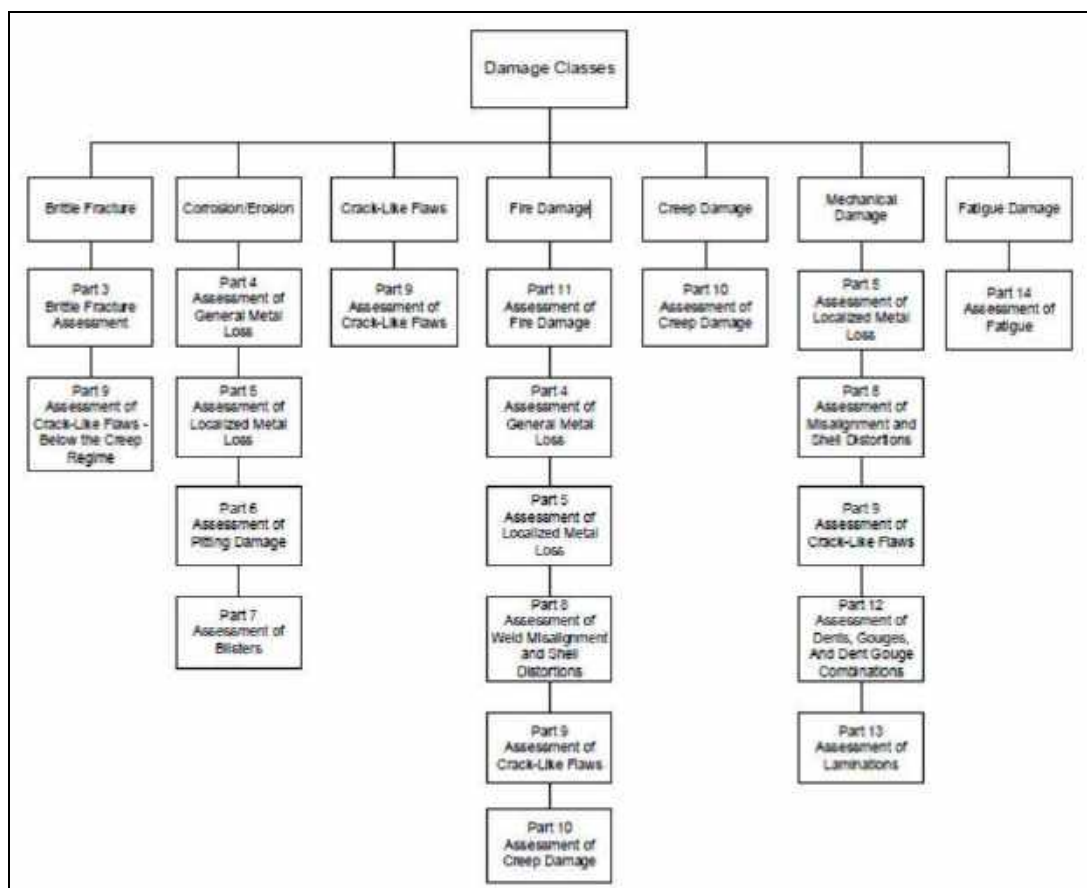 Damage Classes
Brittle Fracture
Part 3
Brittle Fracture
Assessment
Part 9
Assessment of
Crack-Like Flaws -
Below the Creep
Regime
Corrosion/Erosion
Part 4
Assessment of
General Metal
Loss
Part 5
Assessment of
Localized Metal
Loss
Part 6
Assessment of
Pitting Damage
Part 7
Assessment of
Blisters
Crack-Like Flaws
Part 9
Assessment of
Crack-Like Flaws
Fire Damage
Part 11
Assessment of
Fire Damage
Part 4
Assessment of
General Metal
Loss
Part 5
Assessment of
Localized Metal
Loss
Part 8
Assessment of
Weld Misalignment
and Shell
Distortions
Part 9
Assessment of
Crack-Like Flaws
Part 10
Assessment of
Creep Damage
Creep Damage
Part 10
Assessment of
Creep Damage
Mechanical
Damage
Part 5
Assessment of
Localized Metal
Loss
Part 8
Assessment of
Misalignment and
Shell Distortions
Part 9
Assessment of
Crack-Like Flaws
Part 12
Assessment of
Dents, Gouges,
And Dent Gouge
Combinations
Part 13
Assessment of
Laminations
Fatigue Damage
Part 14
Assessment of
Fatigue